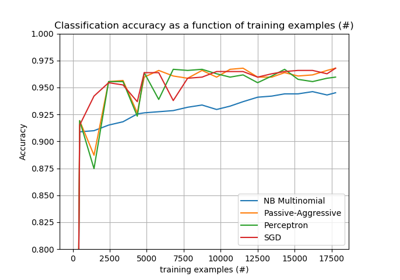 Classification accuracy as a function of training examples (#)
1.000
0.975
0.950
0.925
0.900
0.875
0.850
0.825
0.800
Accuracy
NB Multinomial
Passive-Aggressive
Perceptron
SGD
0 2500 5000 7500 10000 12500 15000 17500
training examples (#)